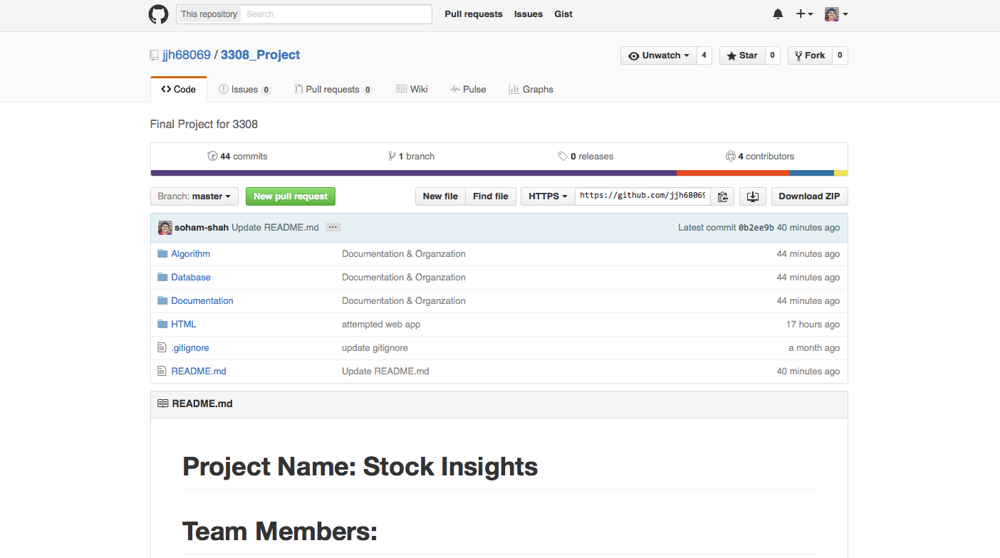 This repository Search Pull requests Issues Gist
jjh68069 / 3308_Project Unwatch 4 Star 0 Fork 0
Code Issues 0 Pull requests 0 Wiki Pulse Graphs
Final Project for 3308
44 commits 1 branch 0 releases 4 contributors
Branch: master New pull request New file Find file HTTPS https://github.com/jjh68069 Download ZIP
soham-shah Update README.md ... Latest commit 0b2ee9b 40 minutes ago
Algorithm Documentation & Organzation 44 minutes ago
Database Documentation & Organzation 44 minutes ago
Documentation Documentation & Organzation 44 minutes ago
HTML attempted web app 17 hours ago
.gitignore update gitignore a month ago
README.md Update README.md 40 minutes ago
README.md
Project Name: Stock Insights
Team Members: